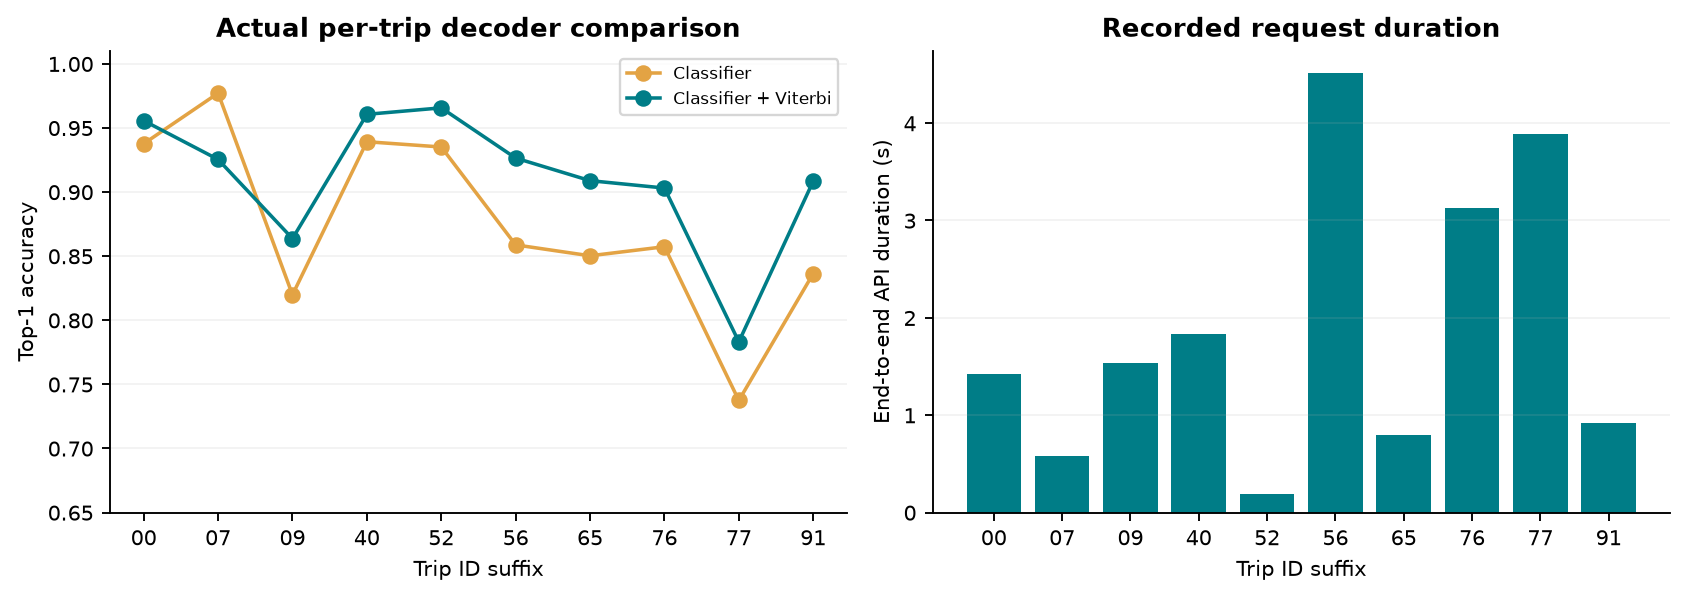 Actual per-trip decoder comparison
Classifier
Classifier + Viterbi
Top-1 accuracy
1.00
0.95
0.90
0.85
0.80
0.75
0.70
0.65
00 07 09 40 52 56 65 76 77 91
Trip ID suffix
Recorded request duration
End-to-end API duration (s)
4
3
2
1
0
00 07 09 40 52 56 65 76 77 91
Trip ID suffix